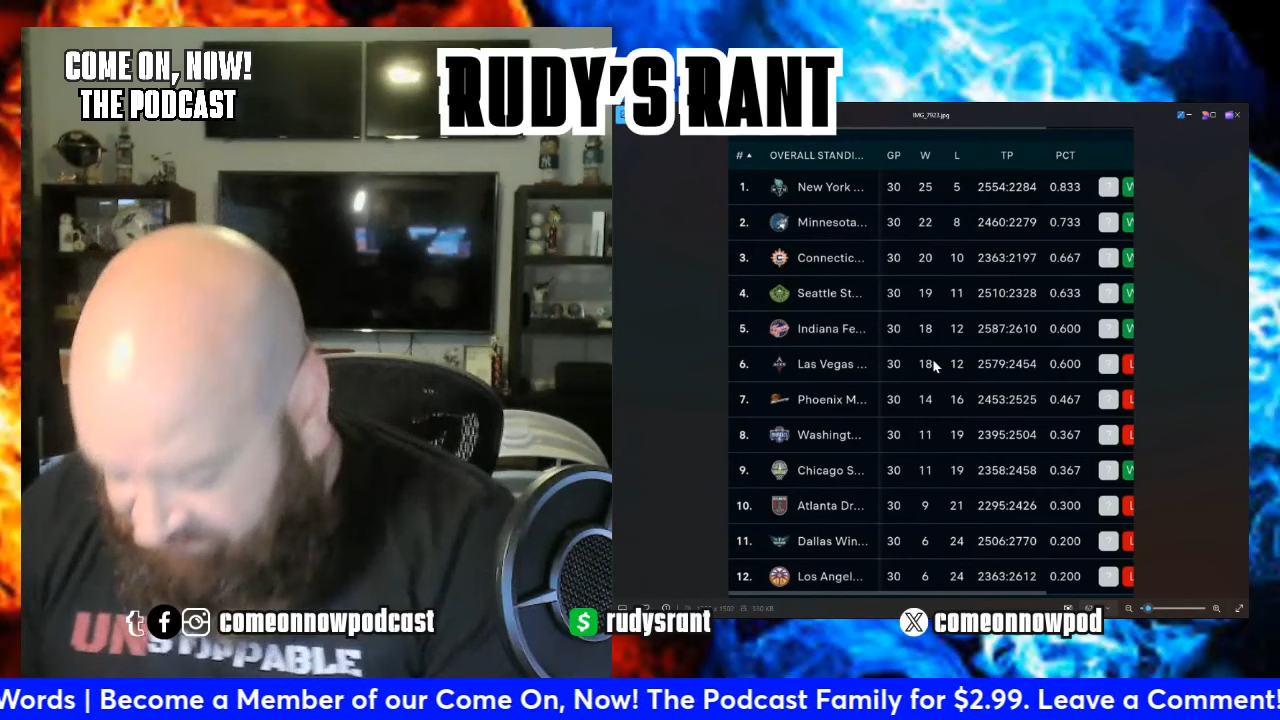 COME ON, NOW!
THE PODCAST
RUDY'S RANT
IMG_7923.jpg
# OVERALL STANDI... GP W L TP PCT
1. New York ... 30 25 5 2554:2284 0.833 ? W
2. Minnesota... 30 22 8 2460:2279 0.733 ? W
3. Connectic... 30 20 10 2363:2197 0.667 ? W
4. Seattle St... 30 19 11 2510:2328 0.633 ? W
5. Indiana Fe... 30 18 12 2587:2610 0.600 ? W
6. Las Vegas ... 30 18 12 2579:2454 0.600 ? L
7. Phoenix M... 30 14 16 2453:2525 0.467 ? L
8. Washingt... 30 11 19 2395:2504 0.367 ? L
9. Chicago S... 30 11 19 2358:2458 0.367 ? W
10. Atlanta Dr... 30 9 21 2295:2426 0.300 ? L
11. Dallas Win... 30 6 24 2506:2770 0.200 ? L
12. Los Angel... 30 6 24 2363:2612 0.200 ? L
UNSTOPPABLE
comeonnowpodcast
rudysrant
comeonnowpod
Words | Become a Member of our Come On, Now! The Podcast Family for $2.99. Leave a Comment!